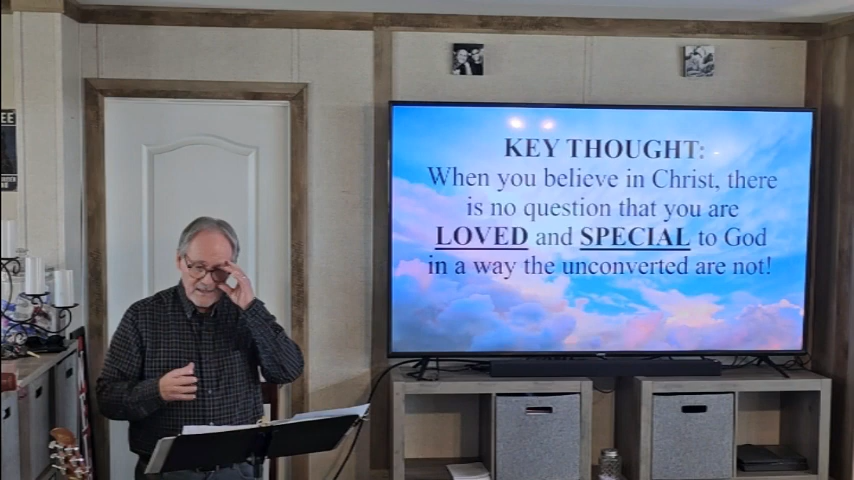 EE
KEY THOUGHT:
When you believe in Christ, there
is no question that you are
LOVED and SPECIAL to God
in a way the unconverted are not!